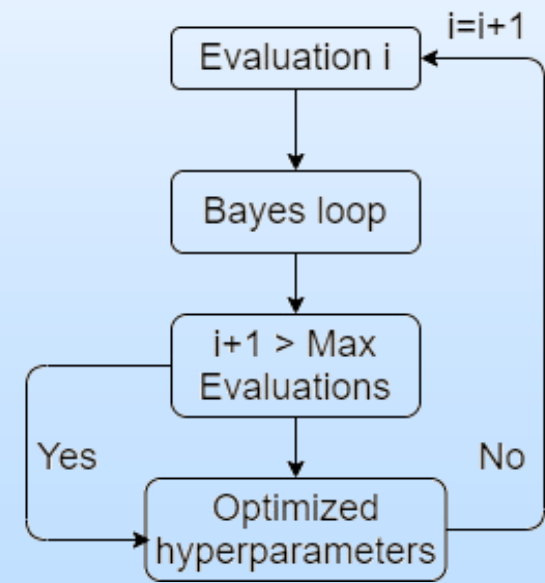 i=i+1
Evaluation i
Bayes loop
i+1 > Max
Evaluations
Yes
No
Optimized
hyperparameters